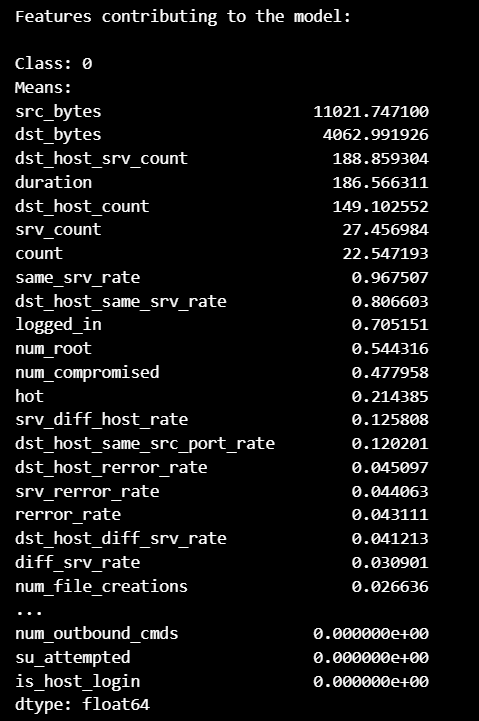 Features contributing to the model:
Class: 0
Means:
src_bytes 11021.747100
dst_bytes 4062.991926
dst_host_srv_count 188.859304
duration 186.566311
dst_host_count 149.102552
srv_count 27.456984
count 22.547193
same_srv_rate 0.967507
dst_host_same_srv_rate 0.806603
logged_in 0.705151
num_root 0.544316
num_compromised 0.477958
hot 0.214385
srv_diff_host_rate 0.125808
dst_host_same_src_port_rate 0.120201
dst_host_rerror_rate 0.045097
srv_rerror_rate 0.044063
rerror_rate 0.043111
dst_host_diff_srv_rate 0.041213
diff_srv_rate 0.030901
num_file_creations 0.026636
...
num_outbound_cmds 0.000000e+00
su_attempted 0.000000e+00
is_host_login 0.000000e+00
dtype: float64